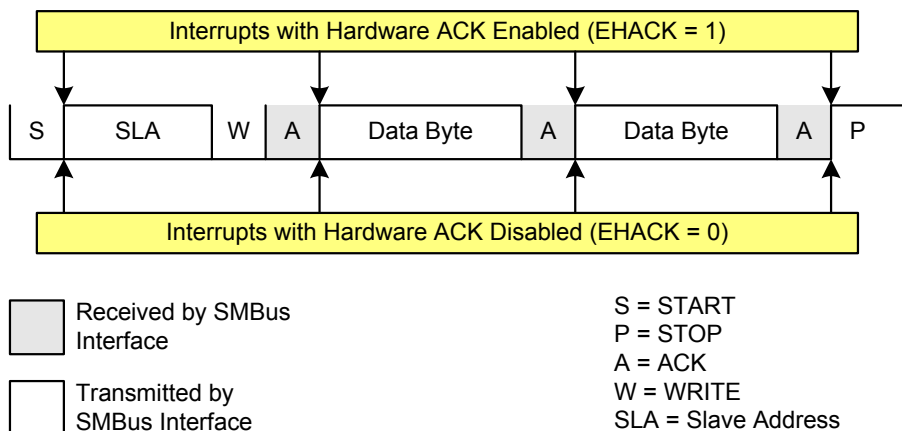 Interrupts with Hardware ACK Enabled (EHACK = 1)
S SLA W A Data Byte A Data Byte A P
Interrupts with Hardware ACK Disabled (EHACK = 0)
Received by SMBus
Interface
Transmitted by
SMBus Interface
S = START
P = STOP
A = ACK
W = WRITE
SLA = Slave Address